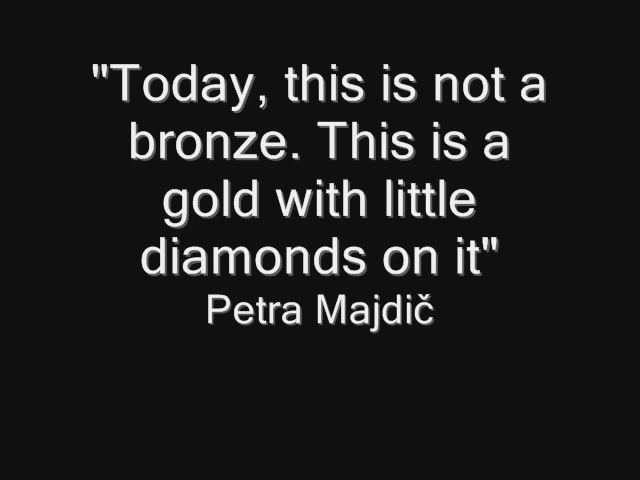 "Today, this is not a
bronze. This is a
gold with little
diamonds on it"
Petra Majdič